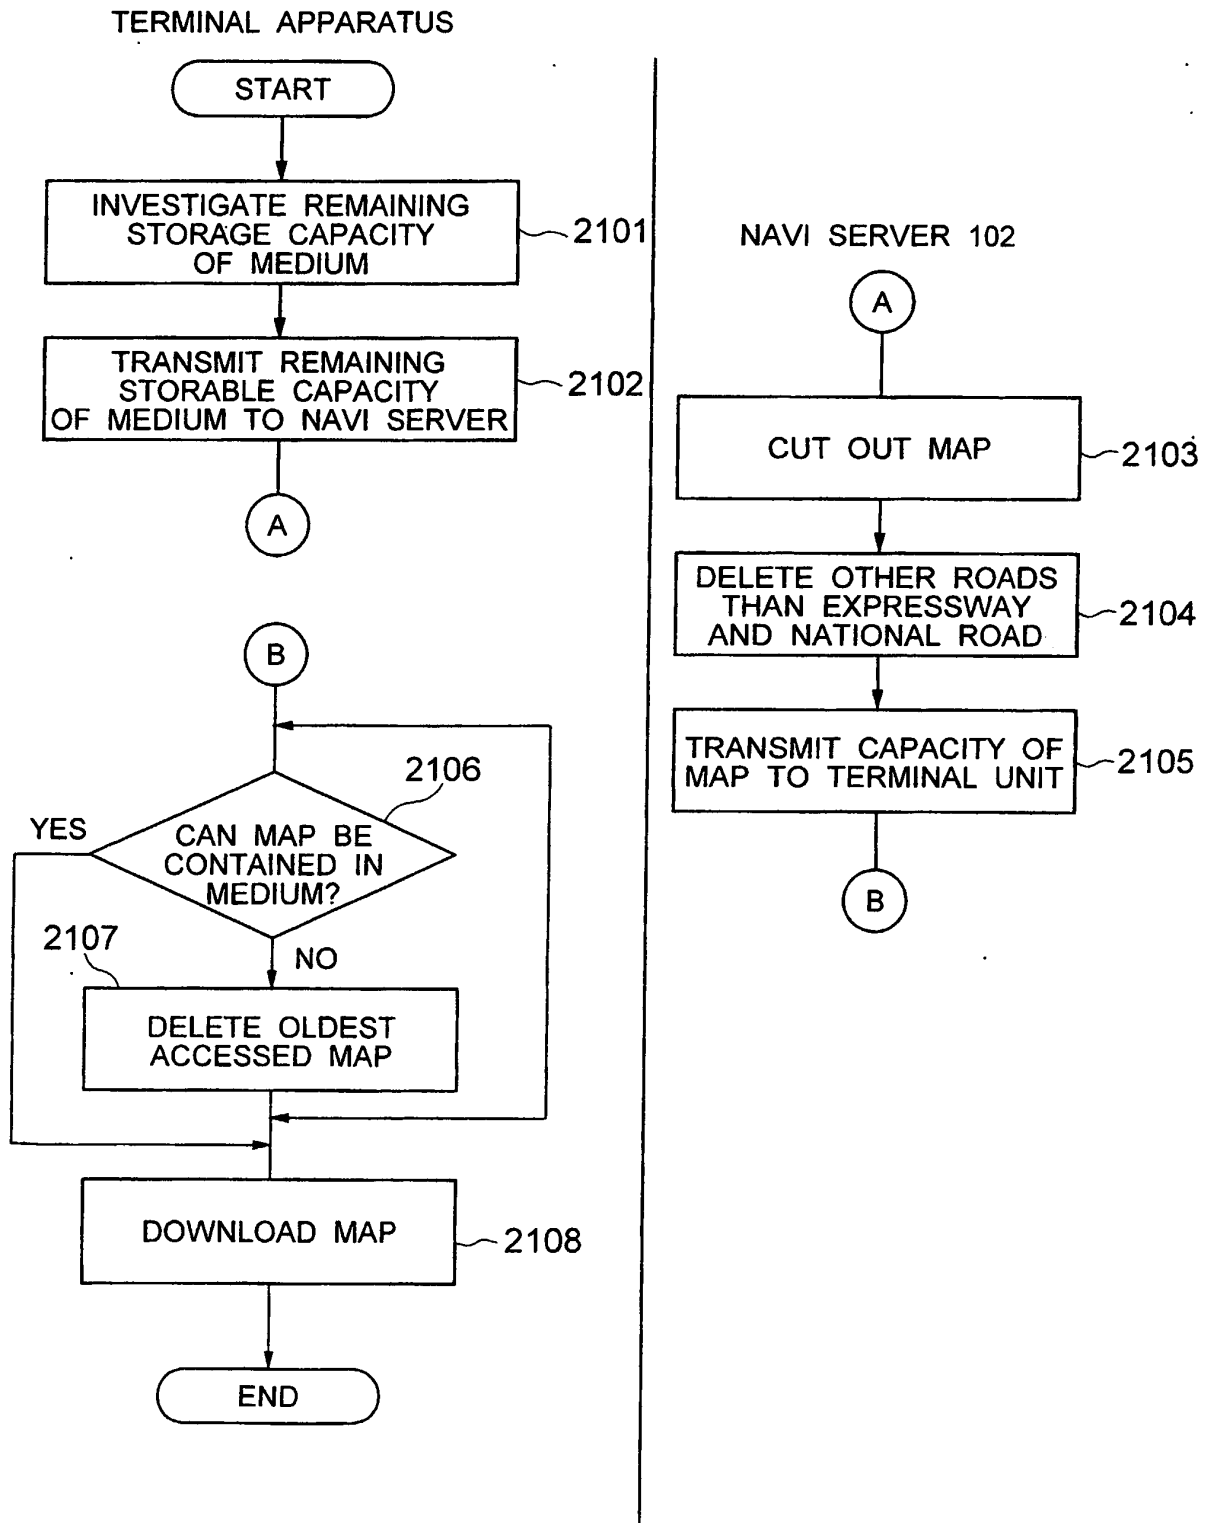 TERMINAL APPARATUS
START
INVESTIGATE REMAINING
STORAGE CAPACITY
OF MEDIUM
2101
TRANSMIT REMAINING
STORABLE CAPACITY
OF MEDIUM TO NAVI SERVER
2102
A
B
2106
YES
CAN MAP BE
CONTAINED IN
MEDIUM?
2107
NO
DELETE OLDEST
ACCESSED MAP
DOWNLOAD MAP
2108
END
NAVI SERVER 102
A
CUT OUT MAP
2103
DELETE OTHER ROADS
THAN EXPRESSWAY
AND NATIONAL ROAD
2104
TRANSMIT CAPACITY OF
MAP TO TERMINAL UNIT
2105
B